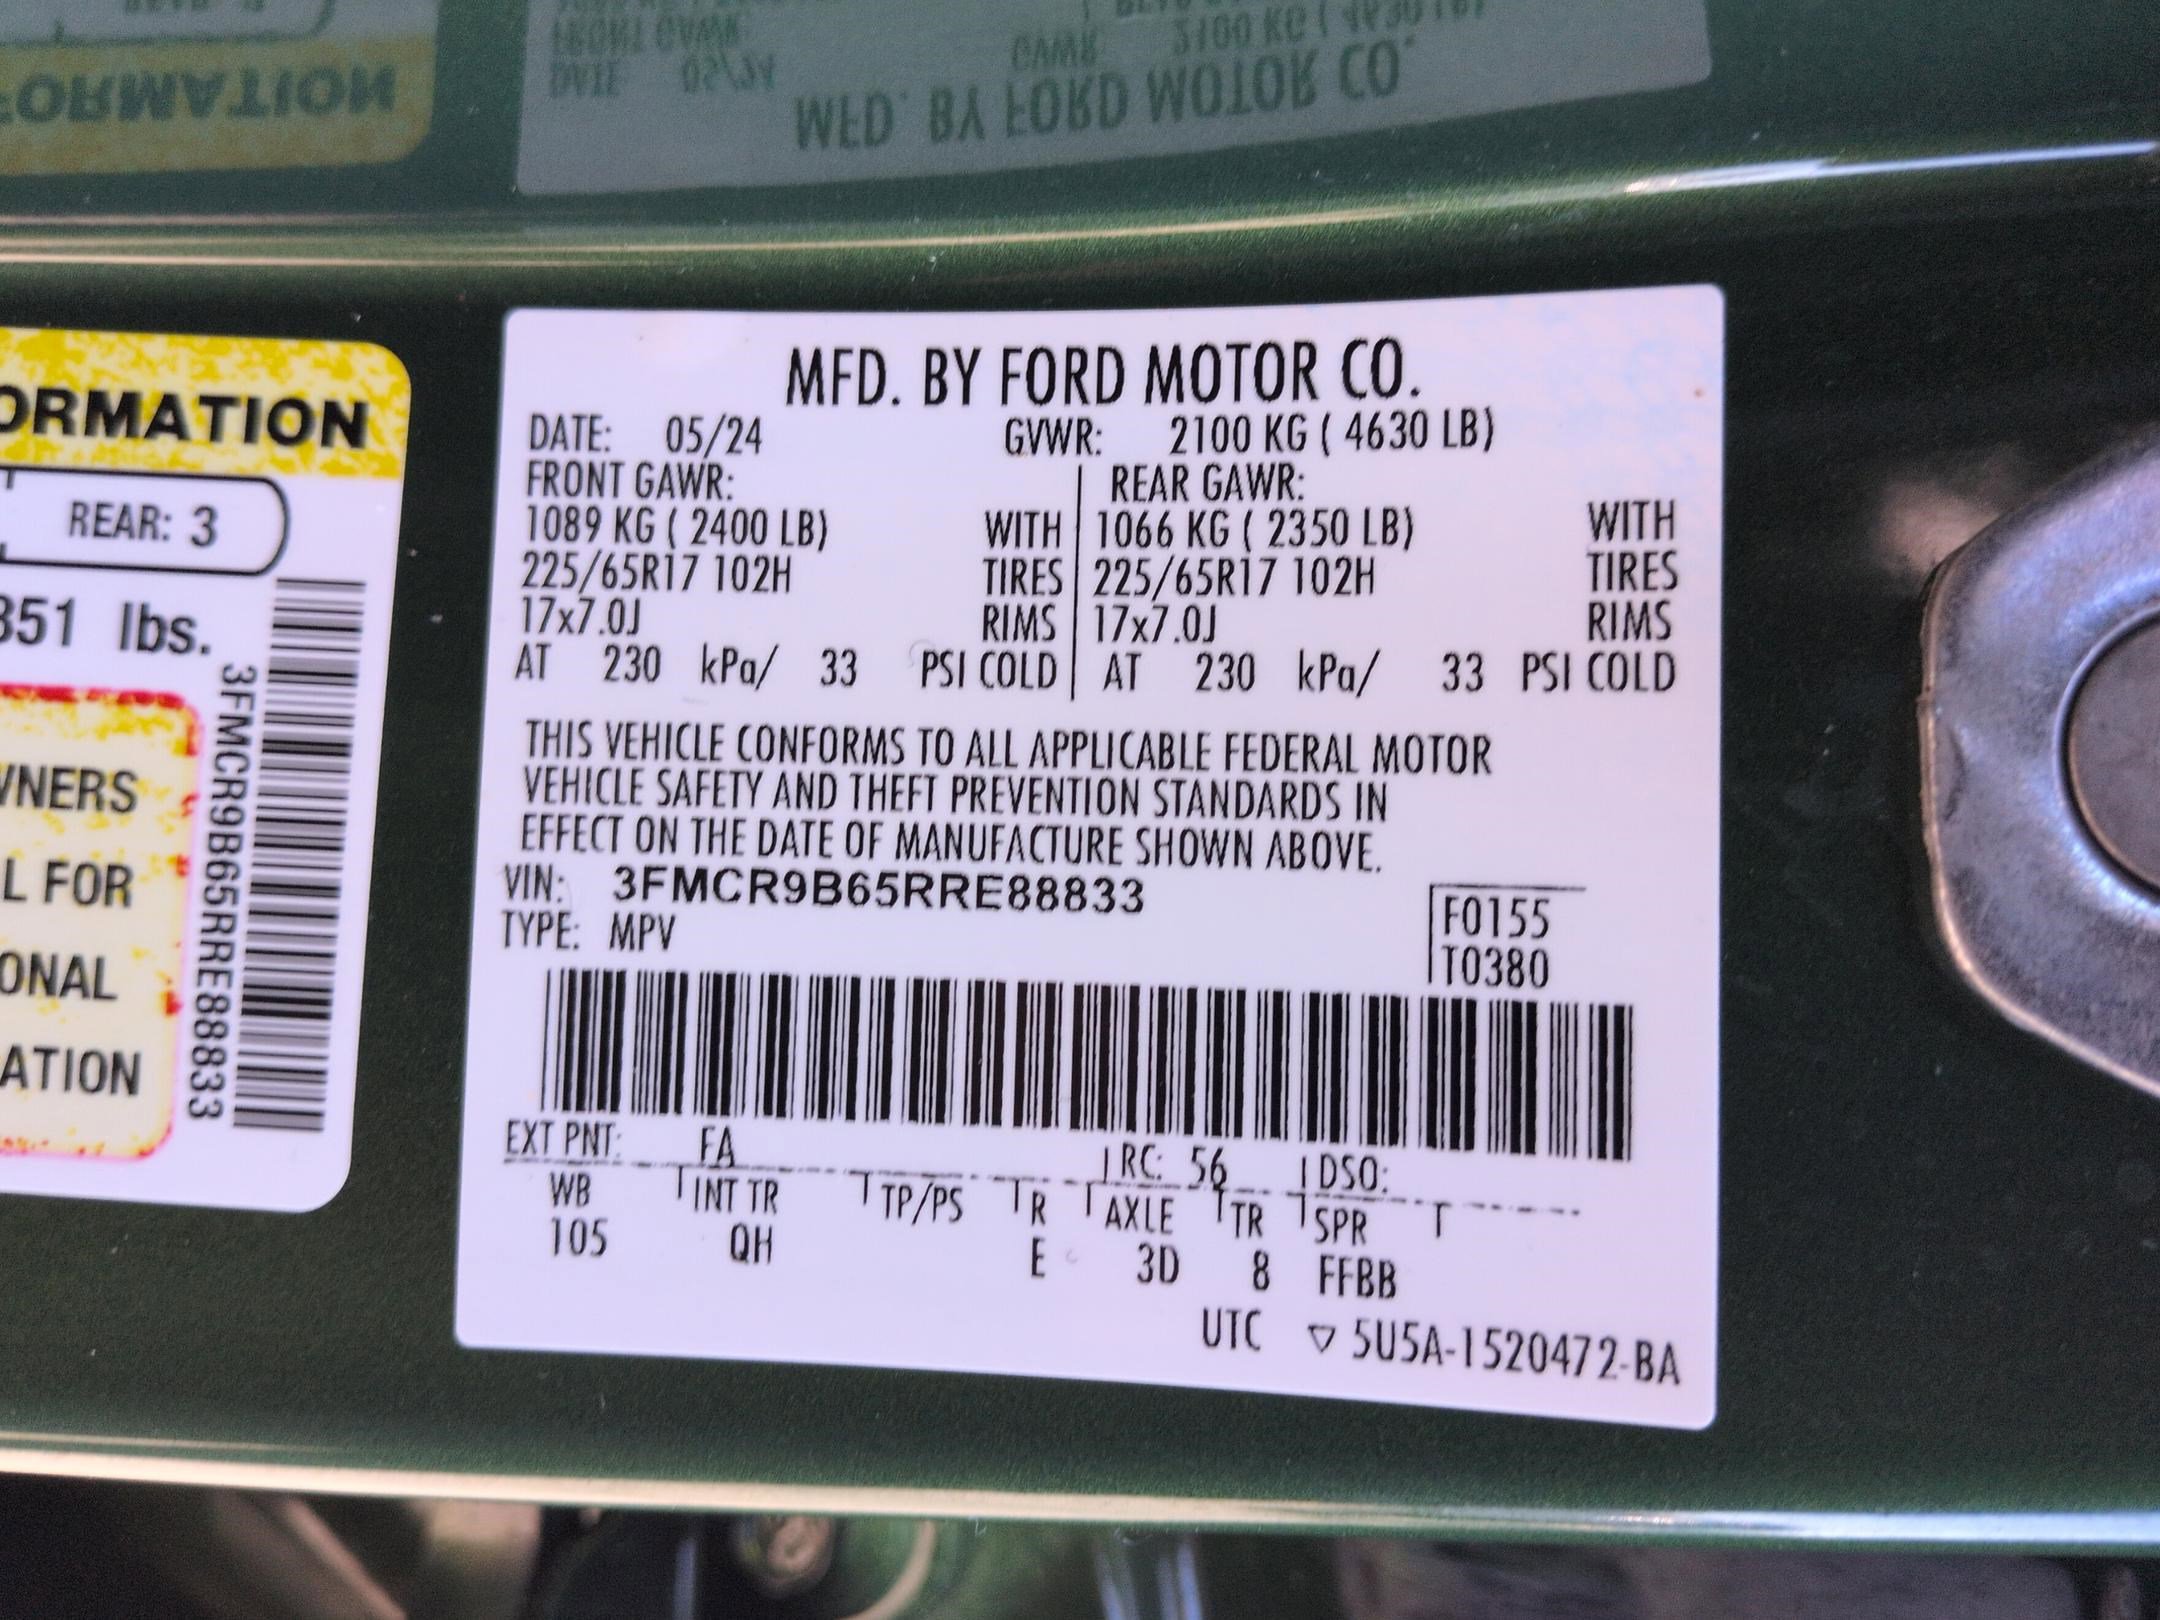 ORMATION
REAR: 3
351 lbs.
WNERS
L FOR
ONAL
ATION
3FMCR9B65RRE88833
MFD. BY FORD MOTOR CO.
DATE: 05/24 GVWR: 2100 KG ( 4630 LB)
FRONT GAWR: REAR GAWR:
1089 KG ( 2400 LB) WITH 1066 KG ( 2350 LB) WITH
225/65R17 102H TIRES 225/65R17 102H TIRES
17x7.0J RIMS 17x7.0J RIMS
AT 230 kPa/ 33 PSI COLD AT 230 kPa/ 33 PSI COLD
THIS VEHICLE CONFORMS TO ALL APPLICABLE FEDERAL MOTOR
VEHICLE SAFETY AND THEFT PREVENTION STANDARDS IN
EFFECT ON THE DATE OF MANUFACTURE SHOWN ABOVE.
VIN: 3FMCR9B65RRE88833
TYPE: MPV
F0155
T0380
EXT PNT: FA RC: 56 DSO:
WB INT TR TP/PS R AXLE TR SPR
105 QH E 3D 8 FFBB
UTC ▽ 5U5A-1520472-BA